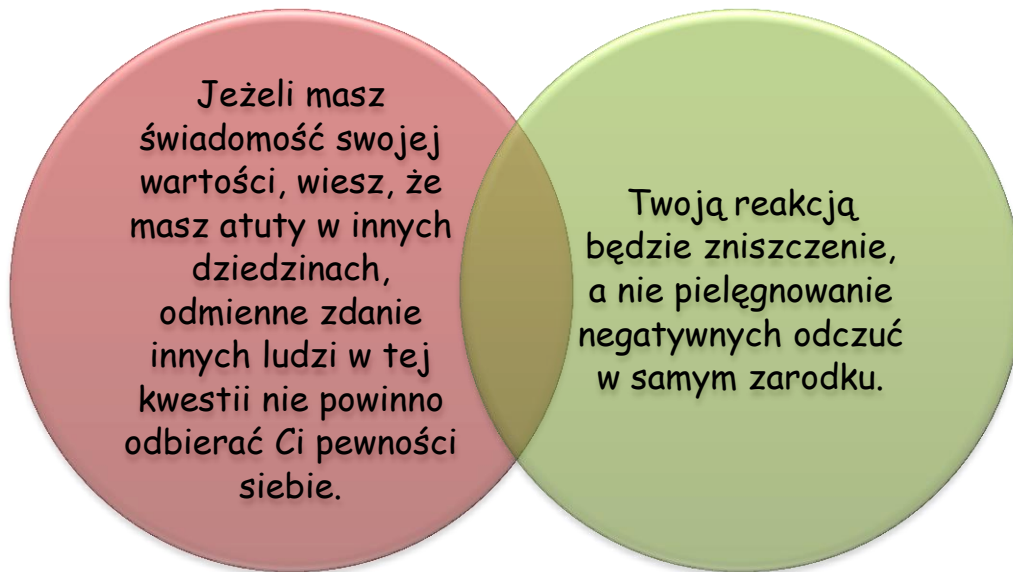 Jeżeli masz
świadomość swojej
wartości, wiesz, że
masz atuty w innych
dziedzinach,
odmienne zdanie
innych ludzi w tej
kwestii nie powinno
odbierać Ci pewności
siebie.
Twoją reakcją
będzie zniszczenie,
a nie pielęgnowanie
negatywnych odczuć
w samym zarodku.